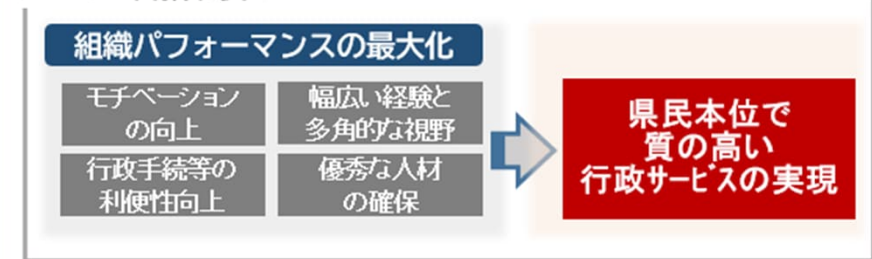 組織パフォーマンスの最大化
モチベーション
の向上
幅広い経験と
多角的な視野
行政手続等の
利便性向上
優秀な人材
の確保
県民本位で
質の高い
行政サービスの実現